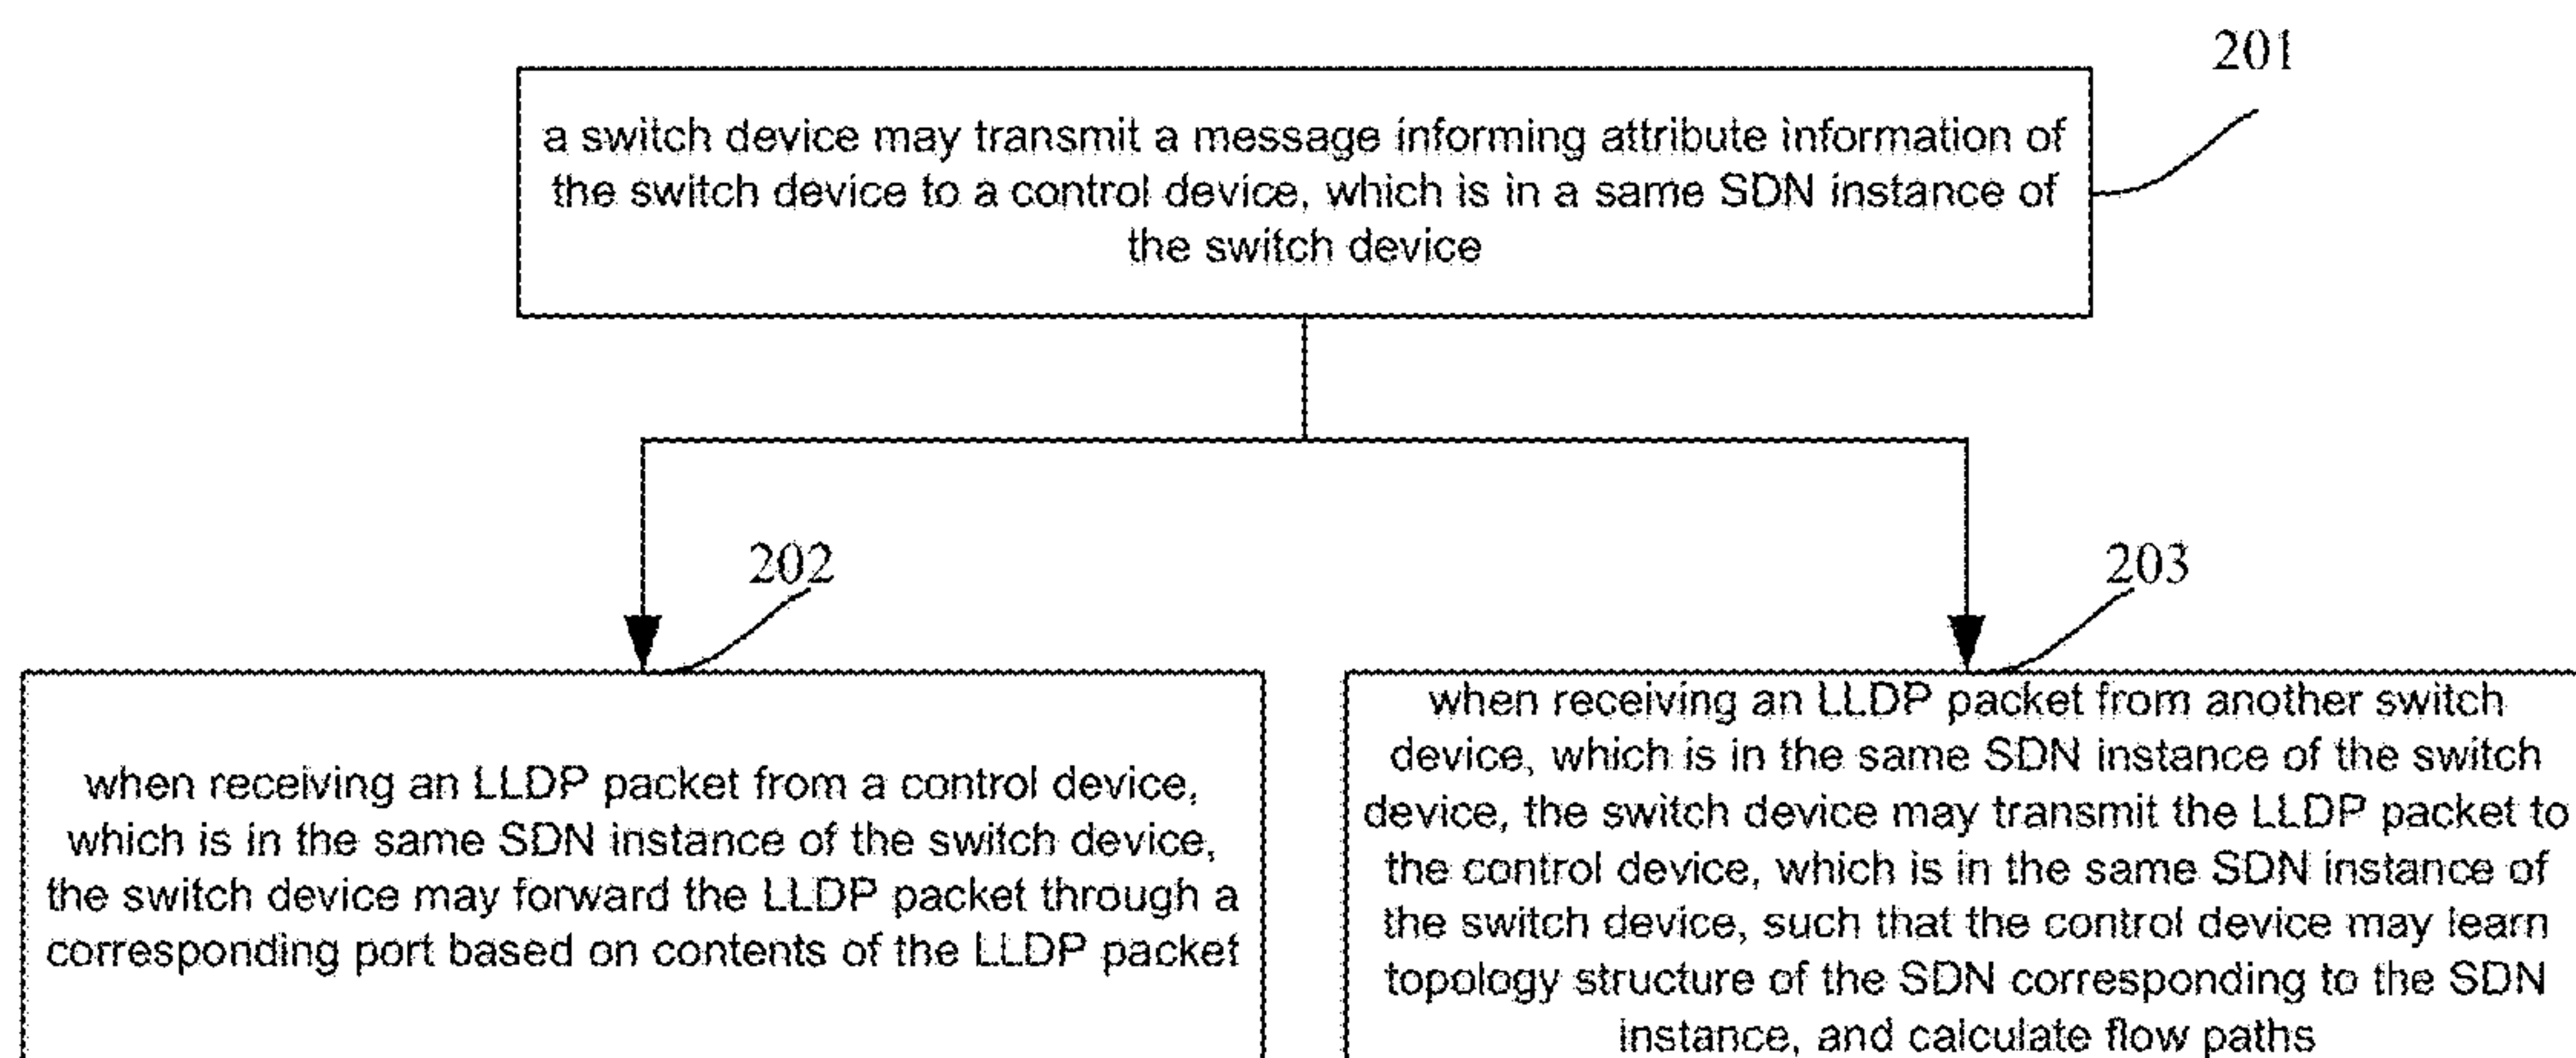 201
a switch device may transmit a message informing attribute information of
the switch device to a control device, which is in a same SDN instance of
the switch device
202
203
when receiving an LLDP packet from a control device,
which is in the same SDN instance of the switch device,
the switch device may forward the LLDP packet through a
corresponding port based on contents of the LLDP packet
when receiving an LLDP packet from another switch
device, which is in the same SDN instance of the switch
device, the switch device may transmit the LLDP packet to
the control device, which is in the same SDN instance of
the switch device, such that the control device may learn
topology structure of the SDN corresponding to the SDN
instance, and calculate flow paths